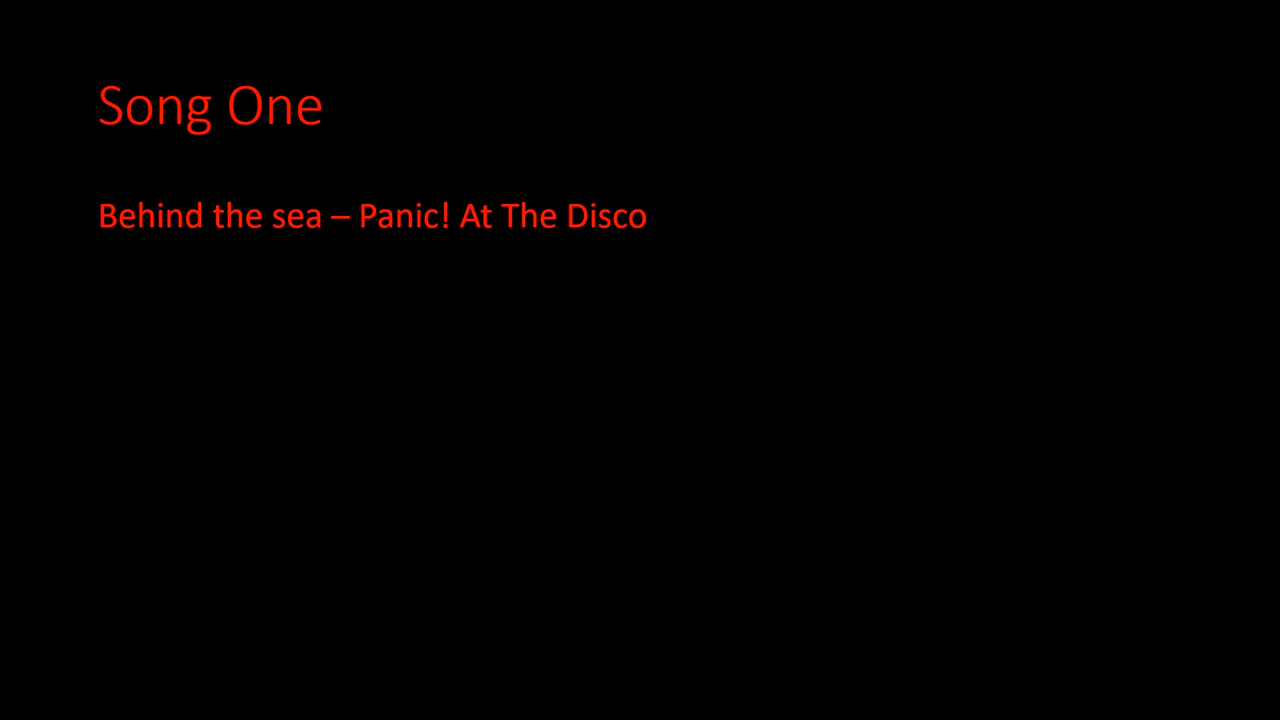 Song One
Behind the sea – Panic! At The Disco